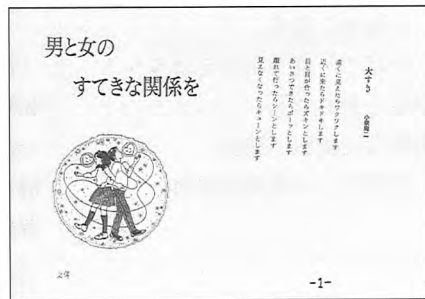 男と女の
すてきな関係を
大すき
遠くに見えたらワクワクします
近くに来たらドキドキします
目と目が合ったらズキンとします
あいさつできたらポーッとします
離れて行ったらシーンとします
見えなくなったらキューンとします
-1-